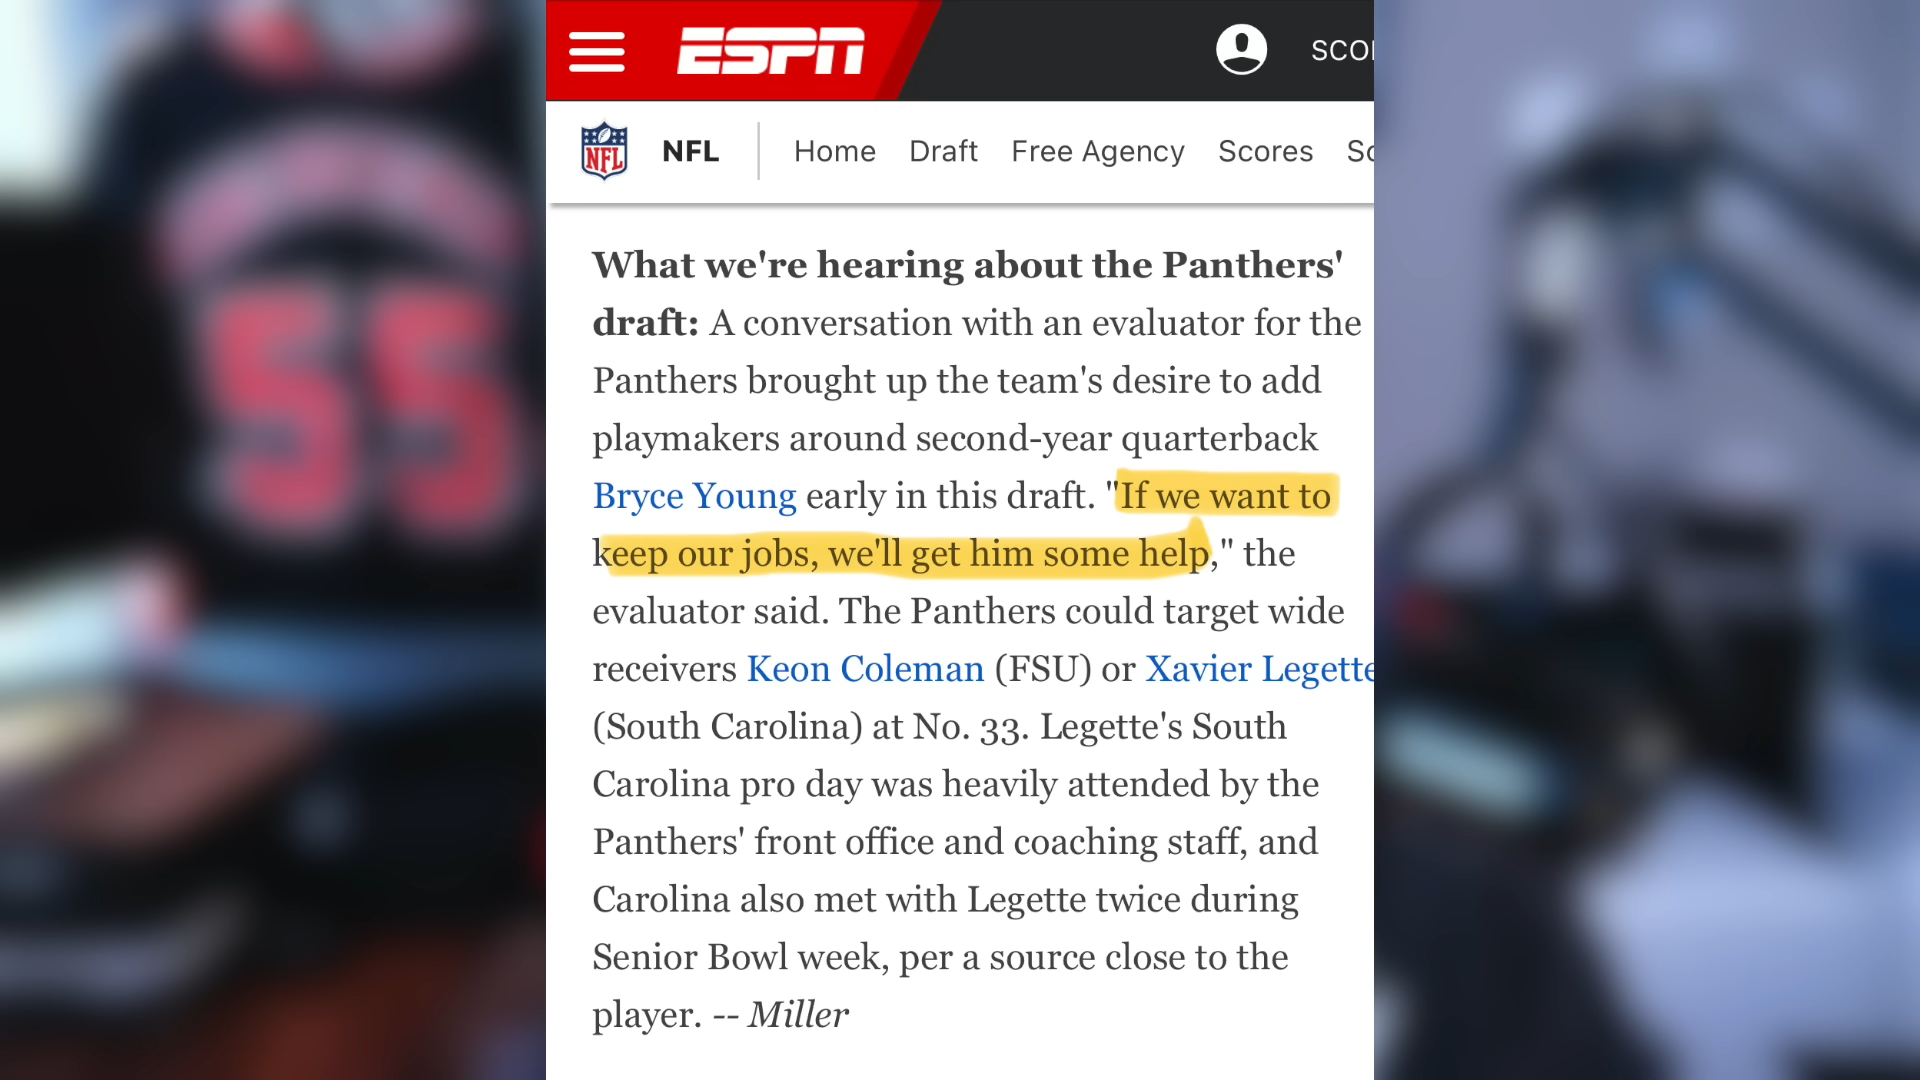 ESPN
SCO
NFL
NFL Home Draft Free Agency Scores Sc
What we're hearing about the Panthers'
draft: A conversation with an evaluator for the
Panthers brought up the team's desire to add
playmakers around second-year quarterback
Bryce Young early in this draft. "If we want to
keep our jobs, we'll get him some help," the
evaluator said. The Panthers could target wide
receivers Keon Coleman (FSU) or Xavier Legette
(South Carolina) at No. 33. Legette's South
Carolina pro day was heavily attended by the
Panthers' front office and coaching staff, and
Carolina also met with Legette twice during
Senior Bowl week, per a source close to the
player. -- Miller
55